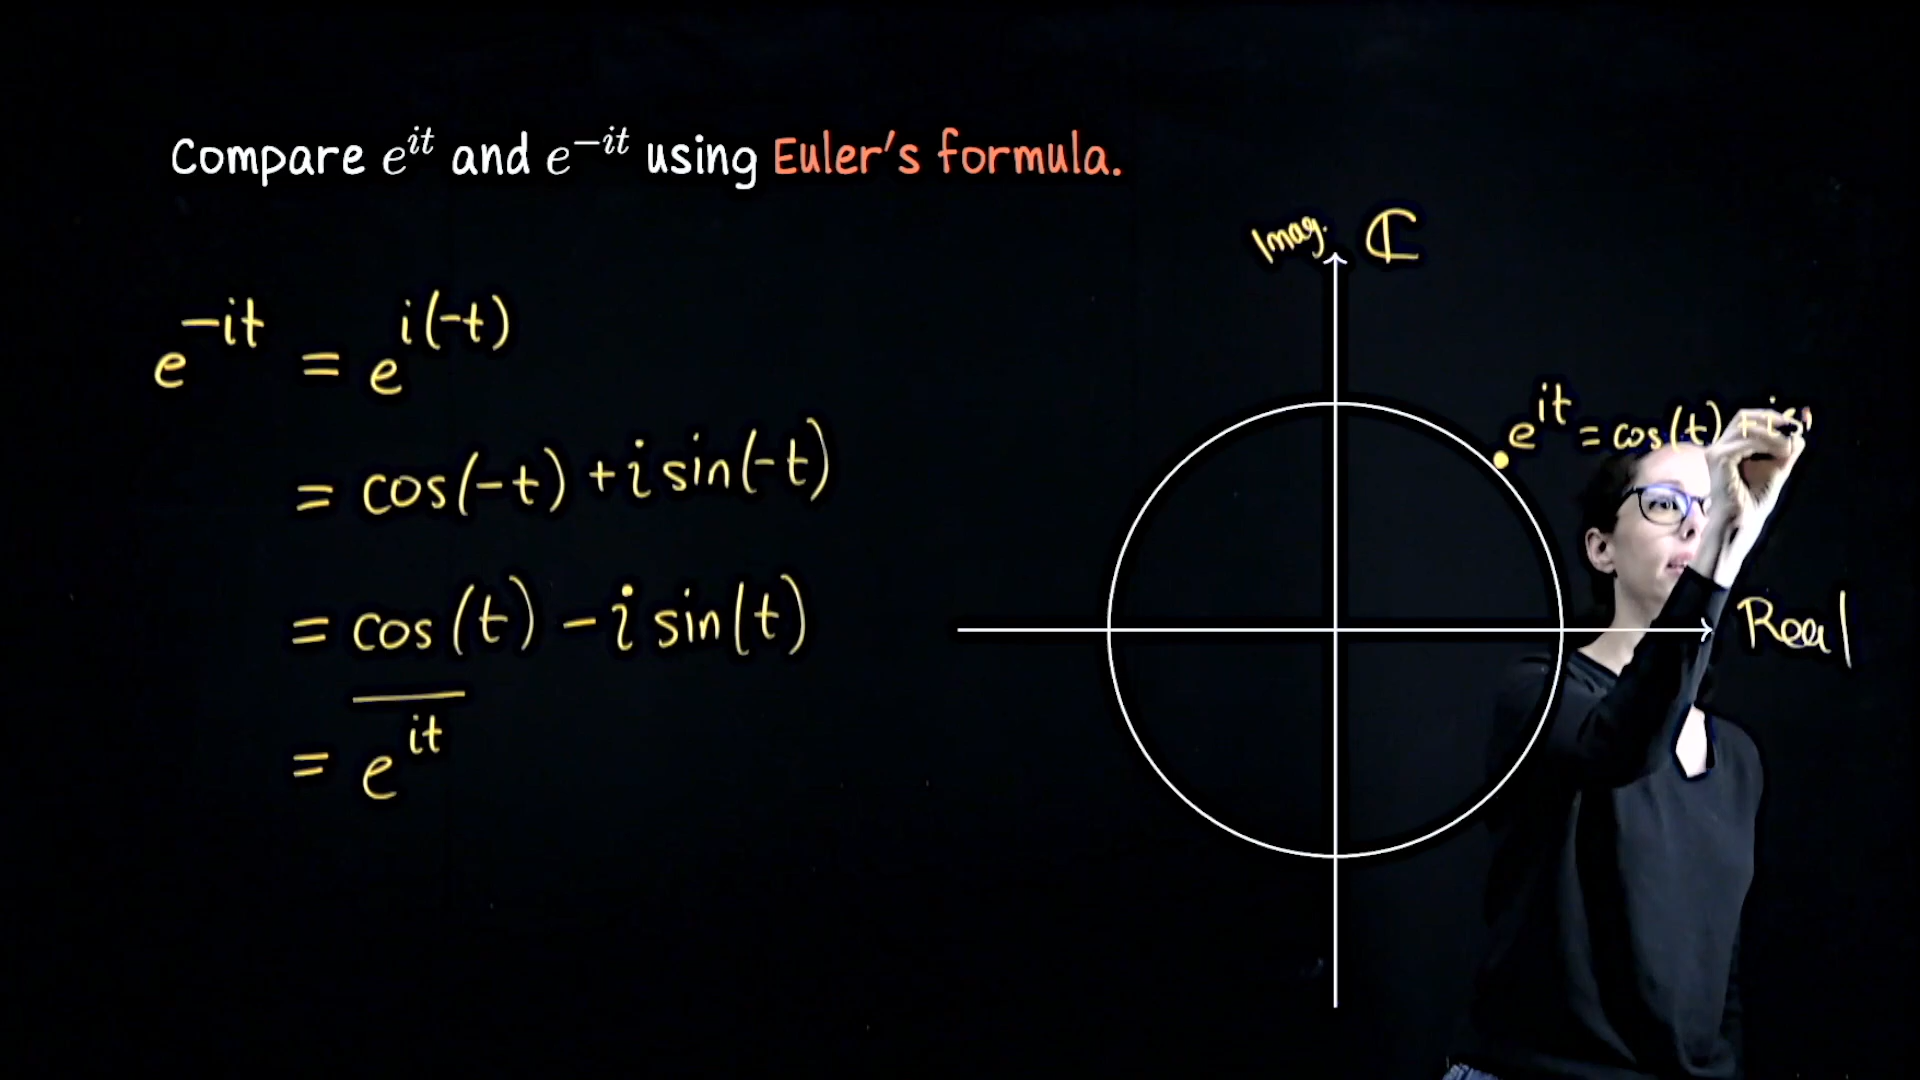 Compare e^{it} and e^{-it} using Euler's formula.
e^{-it} = e^{i(-t)}
= cos(-t) + i sin(-t)
= cos(t) - i sin(t)
= \overline{e^{it}}
Imag. ℂ
e^{it} = cos(t) + i s
Real